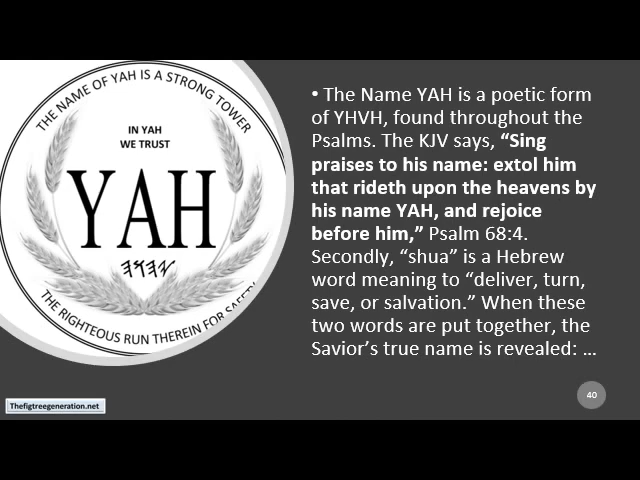 THE NAME OF YAH IS A STRONG TOWER
IN YAH
WE TRUST
YAH
𐤉𐤄𐤅𐤄
THE RIGHTEOUS RUN THEREIN FOR SAFETY
• The Name YAH is a poetic form
of YHVH, found throughout the
Psalms. The KJV says, “Sing
praises to his name: extol him
that rideth upon the heavens by
his name YAH, and rejoice
before him,” Psalm 68:4.
Secondly, “shua” is a Hebrew
word meaning to “deliver, turn,
save, or salvation.” When these
two words are put together, the
Savior’s true name is revealed: …
Thefigtreegeneration.net
40